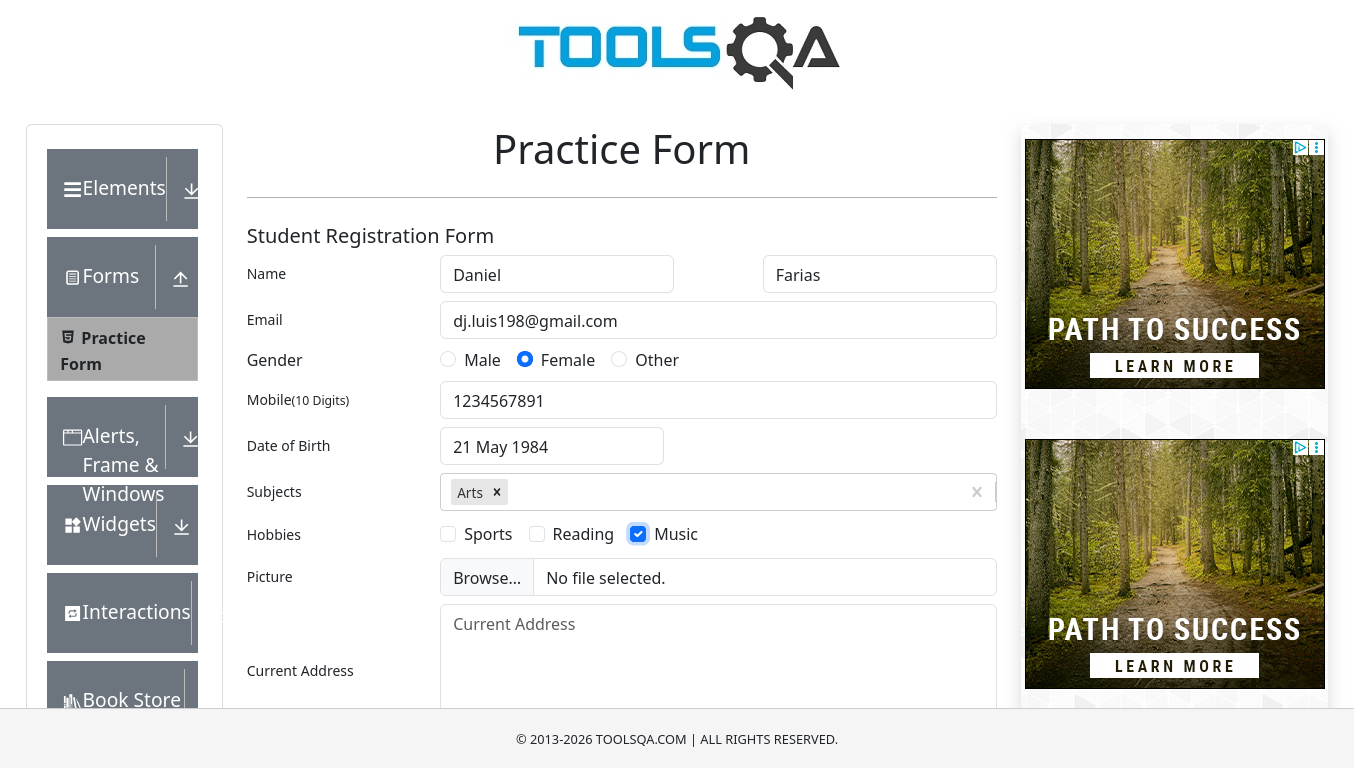 TOOLSQA
Practice Form
Elements
Forms
Practice
Form
Alerts,
Frame &
Windows
Widgets
Interactions
Book Store
Student Registration Form
Name
Daniel
Farias
Email
dj.luis198@gmail.com
Gender
Male
Female
Other
Mobile(10 Digits)
1234567891
Date of Birth
21 May 1984
Subjects
Arts
Hobbies
Sports
Reading
Music
Picture
Browse... No file selected.
Current Address
Current Address
PATH TO SUCCESS
LEARN MORE
PATH TO SUCCESS
LEARN MORE
© 2013-2026 TOOLSQA.COM | ALL RIGHTS RESERVED.